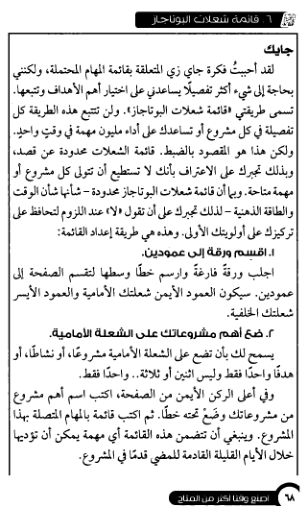 ٦. قائمة شعلات البوتاجاز
جايك
لقد أحببتُ فكرة جاي زي المتعلقة بقائمة المهام المحتملة، ولكنني
بحاجة إلى شيء أكثر تفصيلًا يساعدني على اختيار أهم الأهداف وتتبعها.
تسمى طريقتي «قائمة شعلات البوتاجاز». ولن تتتبع هذه الطريقة كل
تفصيلة في كل مشروع أو تساعدك على أداء مليون مهمة في وقتٍ واحدٍ.
ولكن هذا هو المقصود بالضبط. قائمة الشعلات محدودة عن قصد،
وبذلك تجبرك على الاعتراف بأنك لا تستطيع أن تتولى كل مشروع أو
مهمة متاحة. وبما أن قائمة شعلات البوتاجاز محدودة – شأنها شأن الوقت
والطاقة الذهنية – لذلك تجبرك على أن تقول «لا» عند اللزوم لتحافظ على
تركيزك على أولويتك الأولى. وهذه هي طريقة إعداد القائمة:
١. اقسم ورقة إلى عمودين.
اجلب ورقةً فارغةً وارسم خطًّا وسطها لتقسم الصفحة إلى
عمودين. سيكون العمود الأيمن شعلتك الأمامية والعمود الأيسر
شعلتك الخلفية.
٢. ضع أهم مشروعاتك على الشعلة الأمامية.
يسمح لك بأن تضع على الشعلة الأمامية مشروعًا، أو نشاطًا، أو
هدفًا واحدًا فقط وليس اثنين أو ثلاثة.. واحدًا فقط.
وفي أعلى الركن الأيمن من الصفحة، اكتب اسم أهم مشروع
من مشروعاتك وضَعْ تحته خطًّا. ثم اكتب قائمة بالمهام المتصلة بهذا
المشروع. وينبغي أن تتضمن هذه القائمة أي مهمة يمكن أن تؤديها
خلال الأيام القليلة القادمة للمضي قدمًا في المشروع.
٦٨ اصنع وقتا أكثر من المتاح